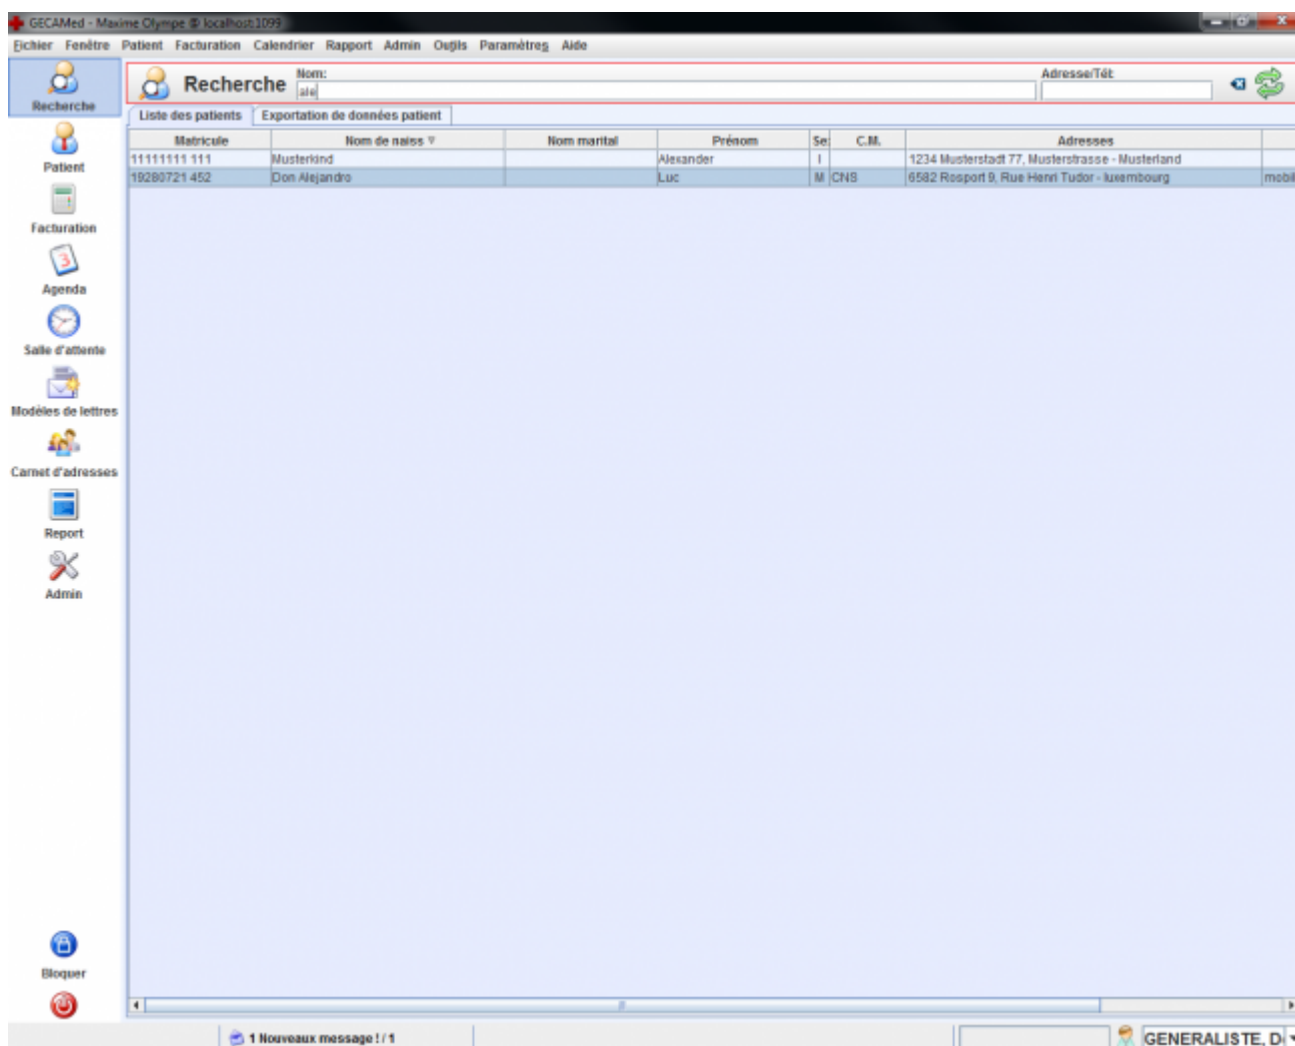 GECAMed - Maxime Olympe @ localhost:1099
Fichier Fenêtre Patient Facturation Calendrier Rapport Admin Outils Paramètres Aide
Recherche
Recherche Nom: Adresse/Tél:
ale
Liste des patients Exportation de données patient
Matricule Nom de naiss Nom marital Prénom Se: C.M. Adresses
11111111 111 Musterkind Alexander I 1234 Musterstadt 77, Musterstrasse - Musterland
19280721 452 Don Alejandro Luc M CNS 6582 Rosport 9, Rue Henri Tudor - luxembourg mobil
Patient
Facturation
3
Agenda
Salle d'attente
Modèles de lettres
Carnet d'adresses
Report
Admin
Bloquer
1 Nouveaux message ! / 1
GENERALISTE, D